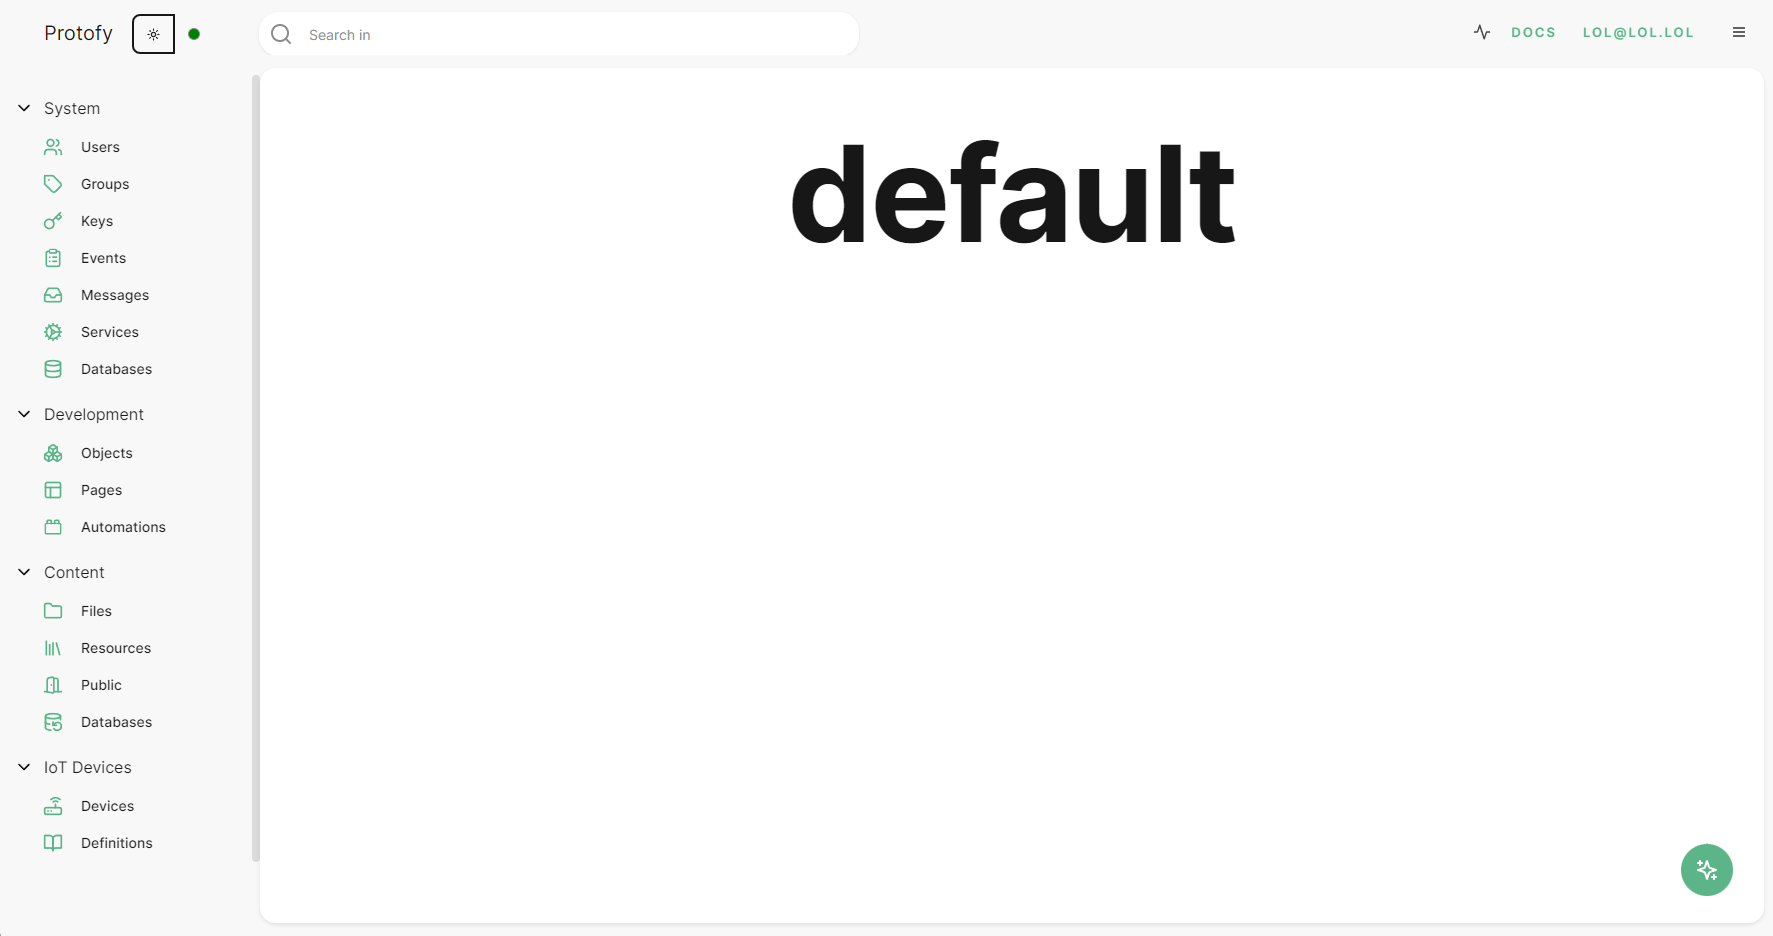 Protofy
Search in
DOCS
LOL@LOL.LOL
System
Users
Groups
Keys
Events
Messages
Services
Databases
Development
Objects
Pages
Automations
Content
Files
Resources
Public
Databases
IoT Devices
Devices
Definitions
default